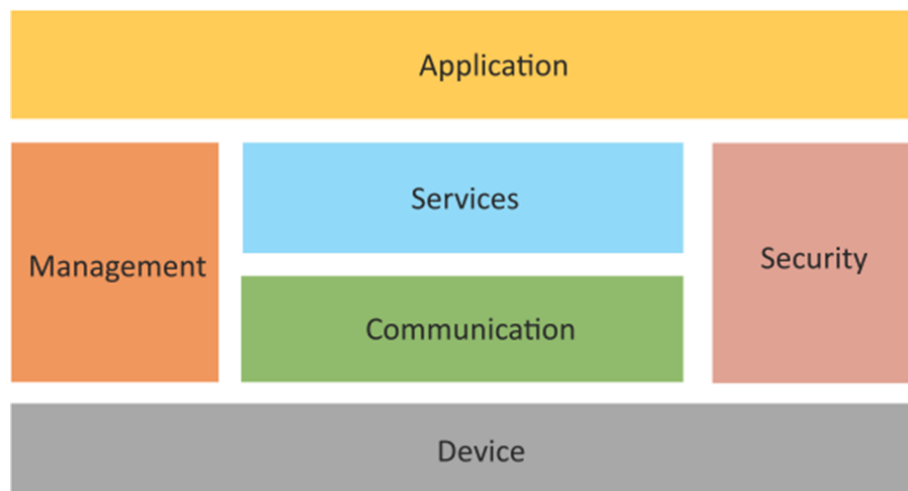 Application
Services
Management
Security
Communication
Device